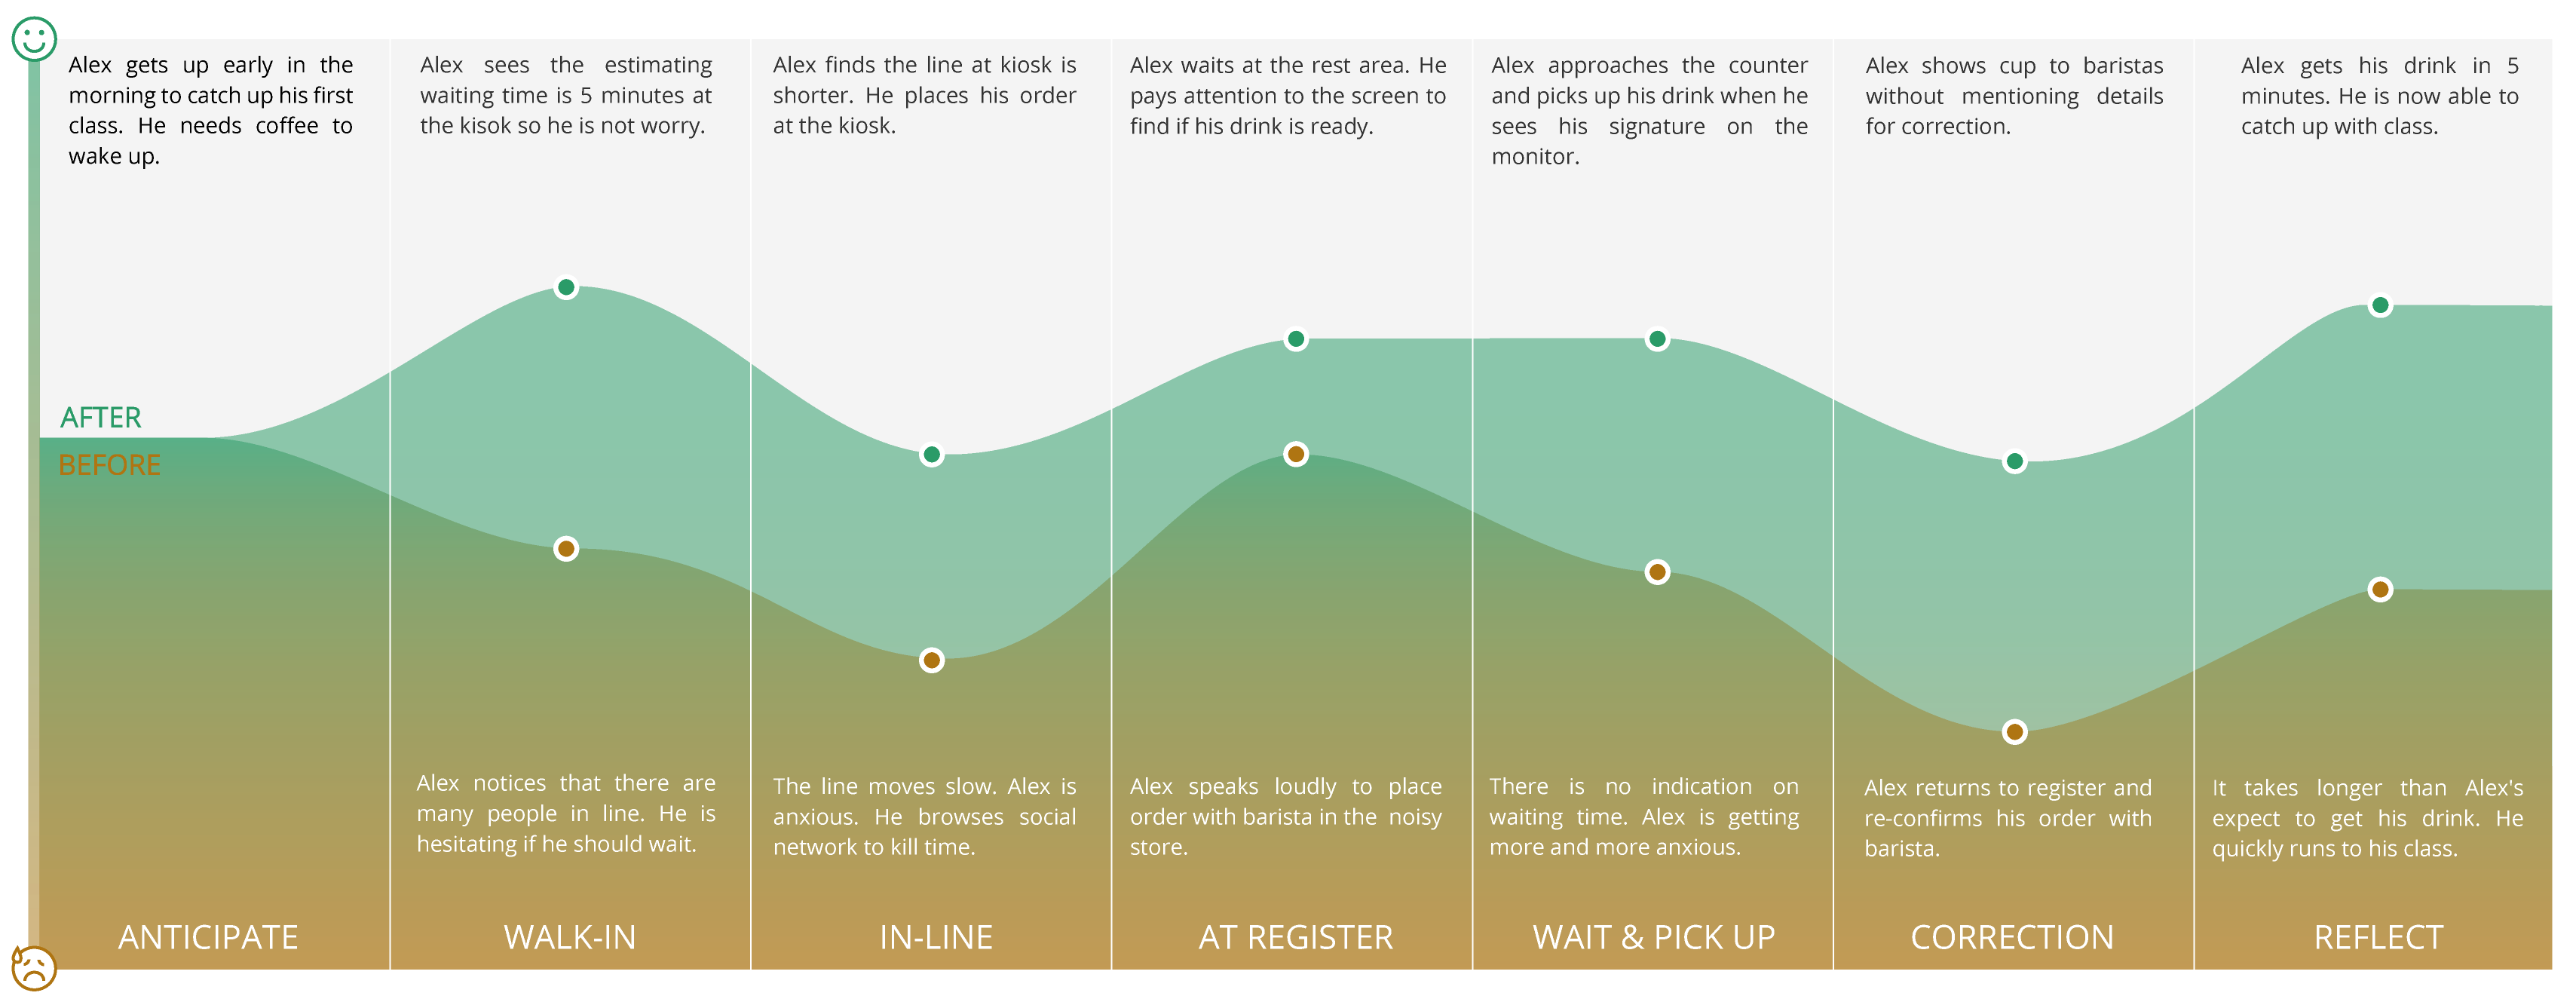 Alex gets up early in the
morning to catch up his first
class. He needs coffee to
wake up.
Alex sees the estimating
waiting time is 5 minutes at
the kisok so he is not worry.
Alex finds the line at kiosk is
shorter. He places his order
at the kiosk.
Alex waits at the rest area. He
pays attention to the screen to
find if his drink is ready.
Alex approaches the counter
and picks up his drink when he
sees his signature on the
monitor.
Alex shows cup to baristas
without mentioning details
for correction.
Alex gets his drink in 5
minutes. He is now able to
catch up with class.
AFTER
BEFORE
Alex notices that there are
many people in line. He is
hesitating if he should wait.
The line moves slow. Alex is
anxious. He browses social
network to kill time.
Alex speaks loudly to place
order with barista in the noisy
store.
There is no indication on
waiting time. Alex is getting
more and more anxious.
Alex returns to register and
re-confirms his order with
barista.
It takes longer than Alex's
expect to get his drink. He
quickly runs to his class.
ANTICIPATE
WALK-IN
IN-LINE
AT REGISTER
WAIT & PICK UP
CORRECTION
REFLECT